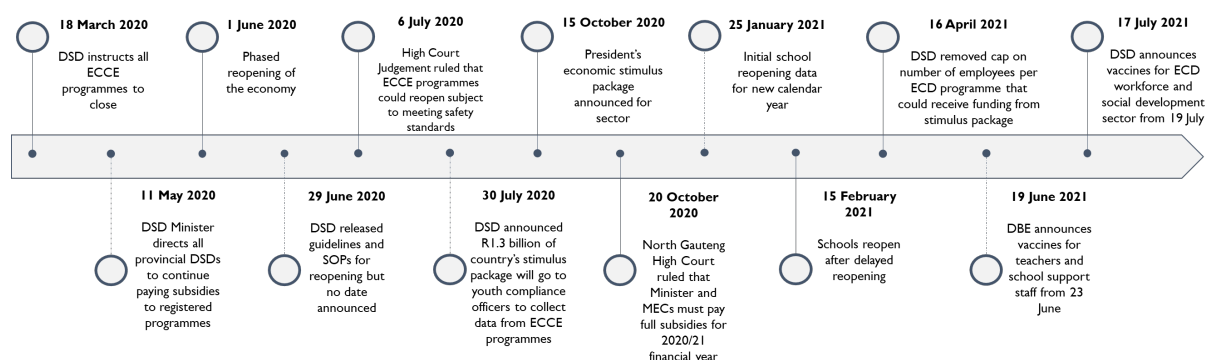 18 March 2020
DSD instructs all
ECCE
programmes to
close
1 June 2020
Phased
reopening of
the economy
6 July 2020
High Court
Judgement ruled that
ECCE programmes
could reopen subject
to meeting safety
standards
15 October 2020
President's
economic stimulus
package
announced for
sector
25 January 2021
Initial school
reopening data
for new calendar
year
16 April 2021
DSD removed cap on
number of employees per
ECD programme that
could receive funding from
stimulus package
17 July 2021
DSD announces
vaccines for ECD
workforce and
social development
sector from 19 July
11 May 2020
DSD Minister
directs all
provincial DSDs
to continue
paying subsidies
to registered
programmes
29 June 2020
DSD released
guidelines and
SOPs for
reopening but
no date
announced
30 July 2020
DSD announced
R1.3 billion of
country's stimulus
package will go to
youth compliance
officers to collect
data from ECCE
programmes
20 October
2020
North Gauteng
High Court
ruled that
Minister and
MECs must pay
full subsidies for
2020/21
financial year
15 February
2021
Schools reopen
after delayed
reopening
19 June 2021
DBE announces
vaccines for
teachers and
school support
staff from 23
June